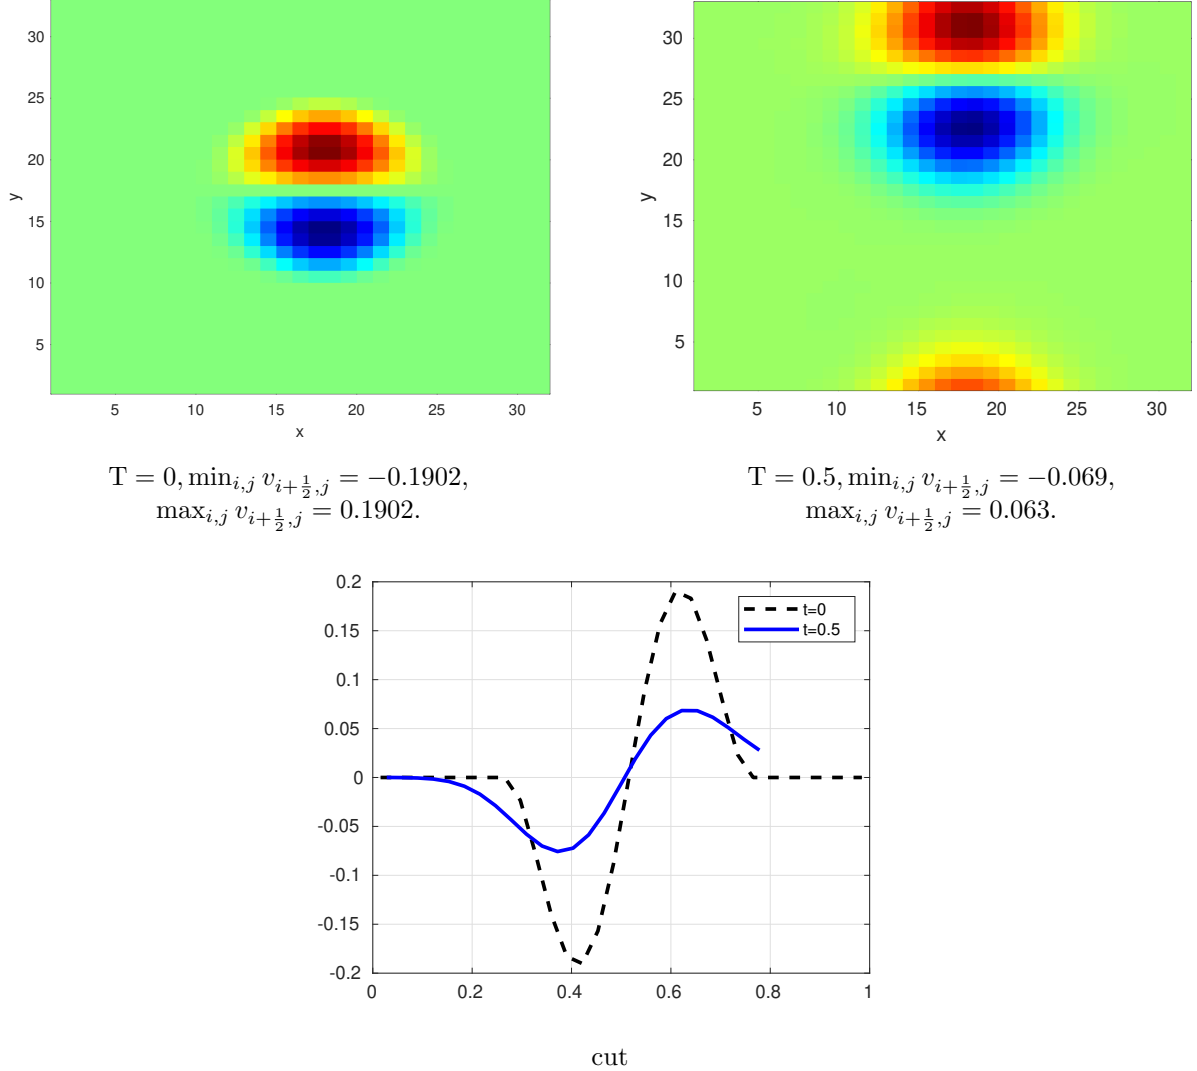 30
25
20
15
10
5
y
5 10 15 20 25 30
x
30
25
20
15
10
5
y
5 10 15 20 25 30
x
T = 0, min_{i,j} v_{i+\frac{1}{2},j} = −0.1902,
max_{i,j} v_{i+\frac{1}{2},j} = 0.1902.
T = 0.5, min_{i,j} v_{i+\frac{1}{2},j} = −0.069,
max_{i,j} v_{i+\frac{1}{2},j} = 0.063.
0.2
0.15
0.1
0.05
0
-0.05
-0.1
-0.15
-0.2
t=0
t=0.5
0 0.2 0.4 0.6 0.8 1
cut